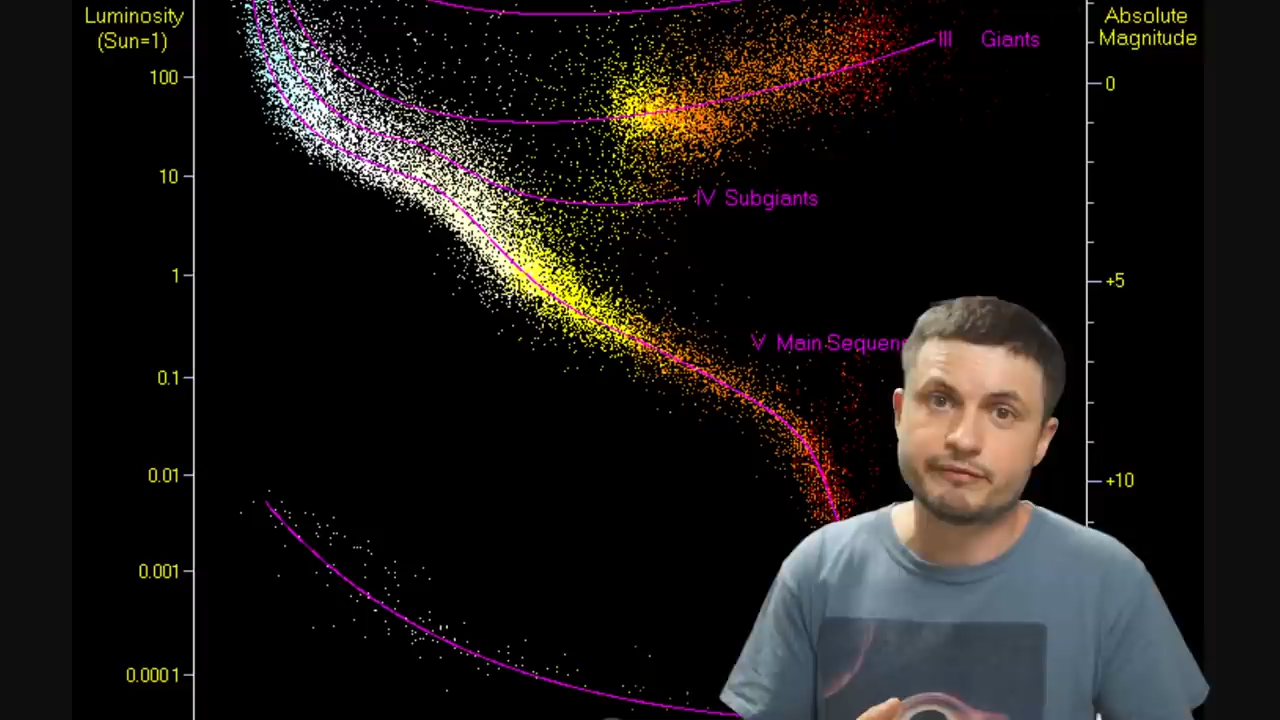 Luminosity
(Sun=1)
Absolute
Magnitude
III Giants
100
0
10
IV Subgiants
1
+5
V Main Sequenc
0.1
0.01
+10
0.001
0.0001